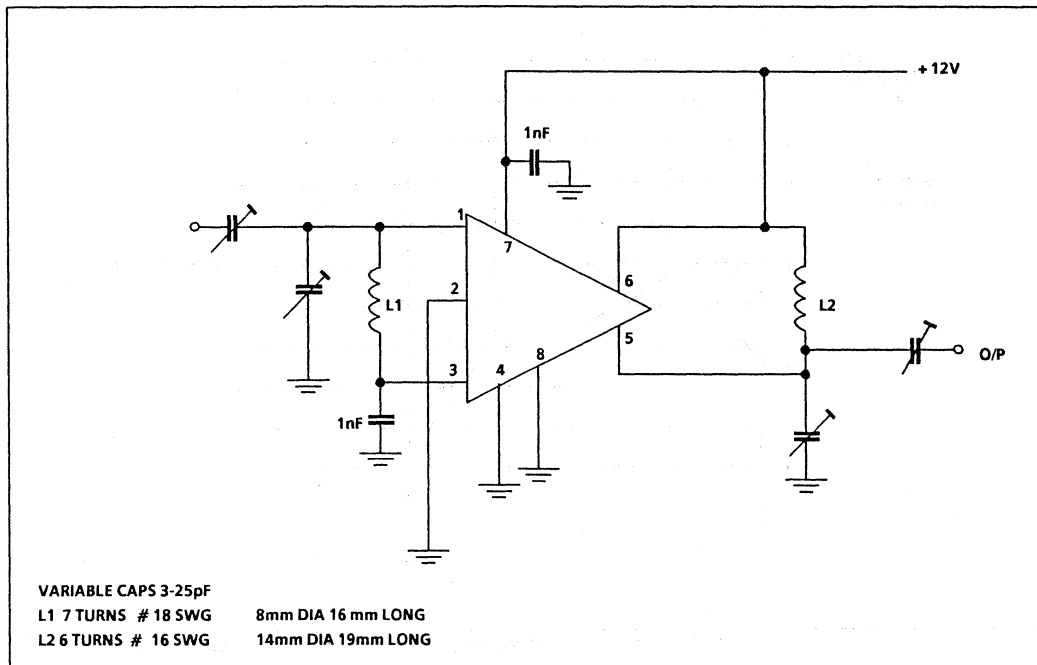 + 12V
1nF
1
7
2
6
L1
L2
5
O/P
3
8
4
1nF
VARIABLE CAPS 3-25pF
L1 7 TURNS # 18 SWG 8mm DIA 16 mm LONG
L2 6 TURNS # 16 SWG 14mm DIA 19mm LONG